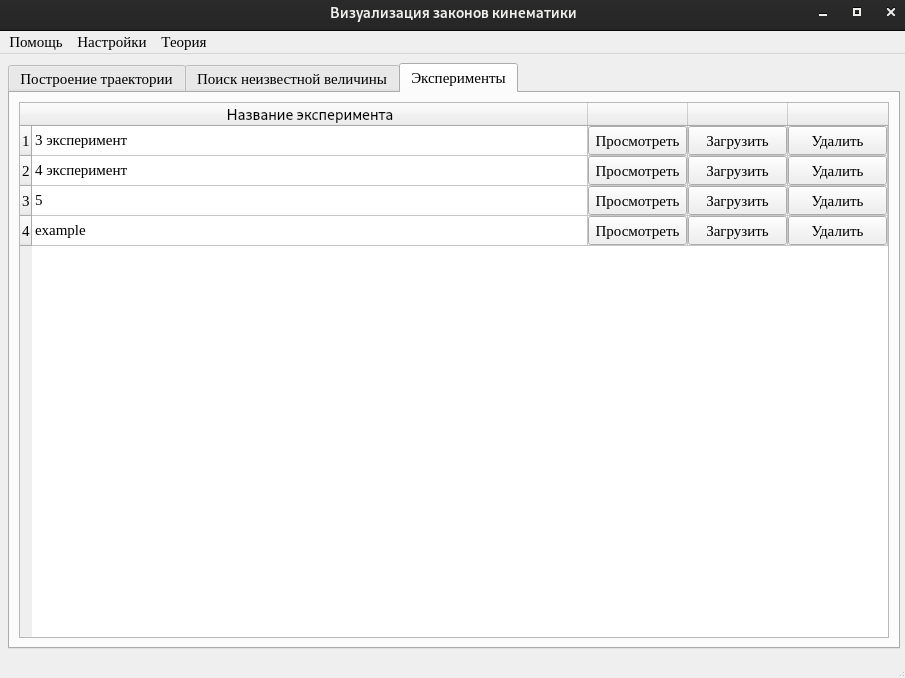 Визуализация законов кинематики
Помощь Настройки Теория
Построение траектории Поиск неизвестной величины Эксперименты
Название эксперимента
1 3 эксперимент Просмотреть Загрузить Удалить
2 4 эксперимент Просмотреть Загрузить Удалить
3 5 Просмотреть Загрузить Удалить
4 example Просмотреть Загрузить Удалить